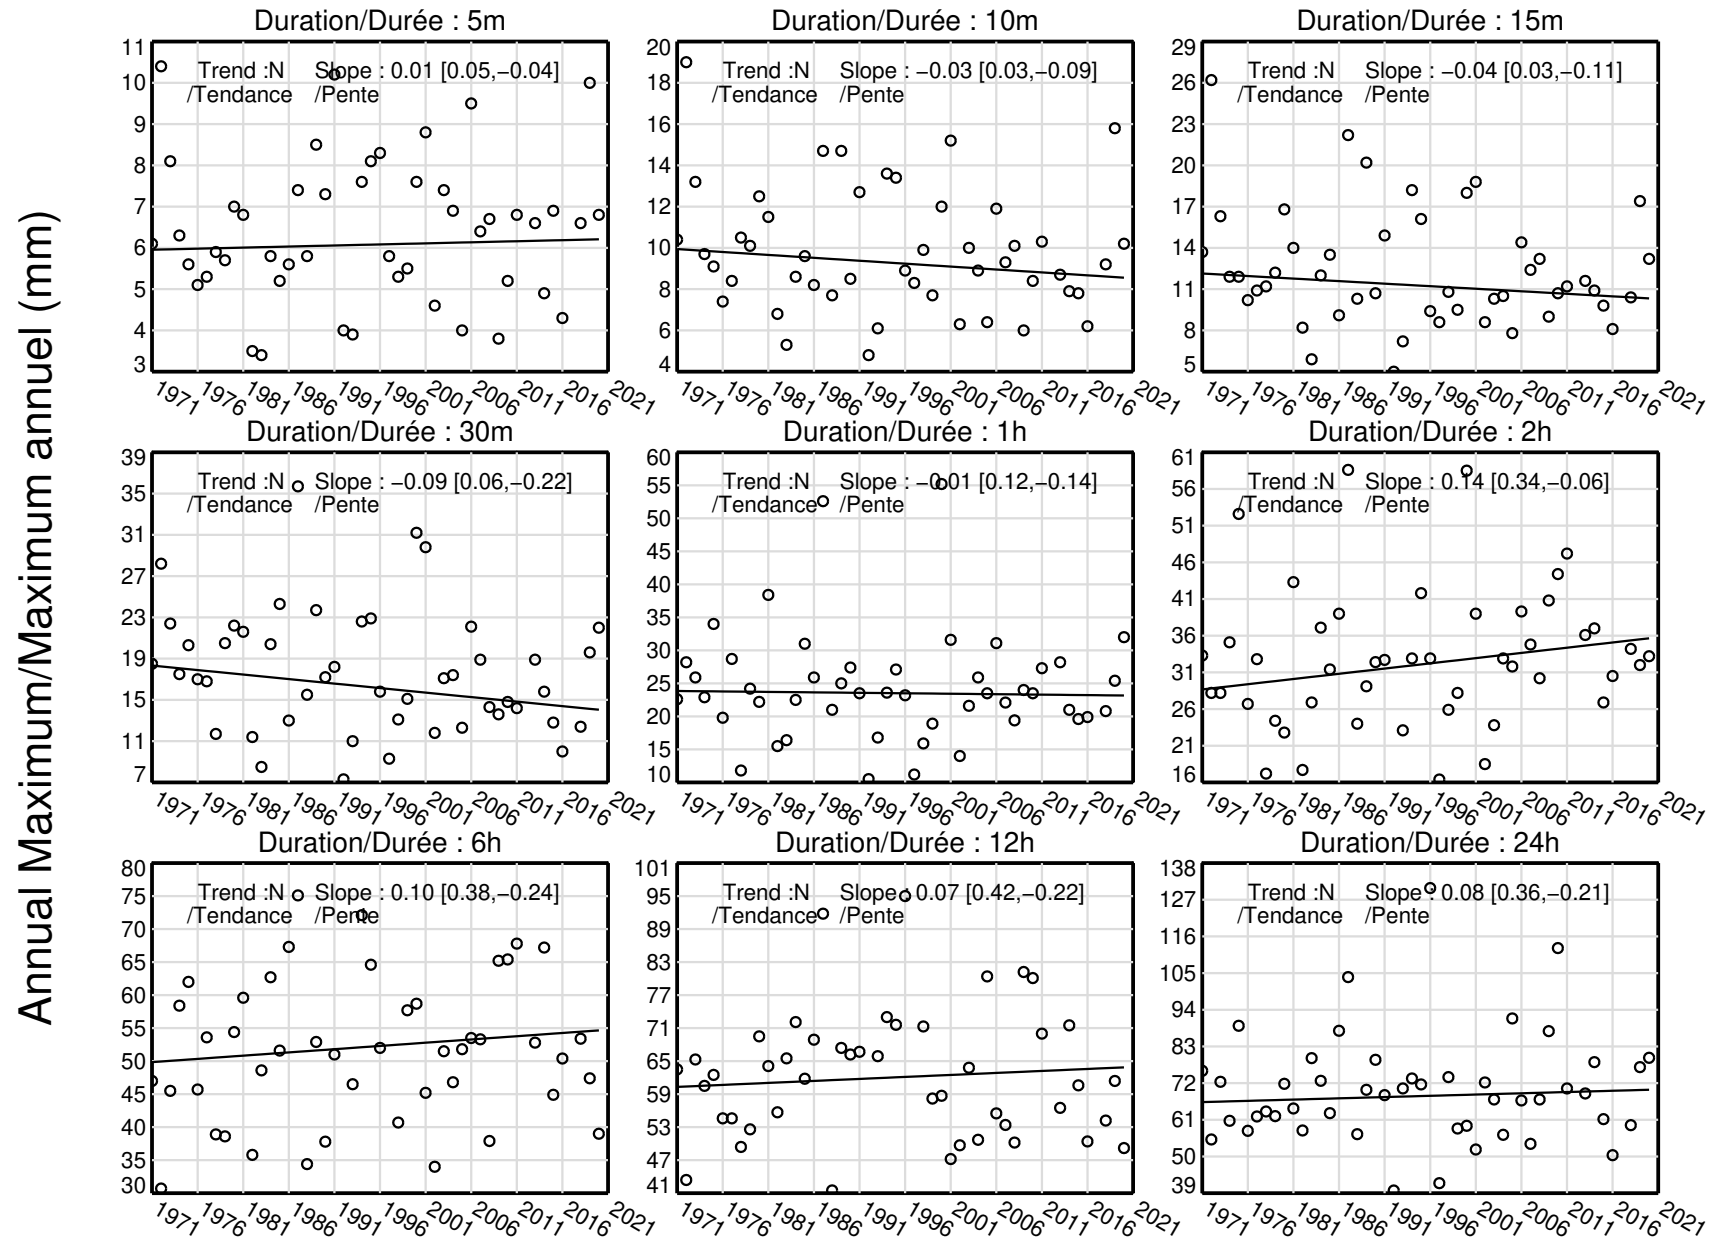 Annual Maximum/Maximum annuel (mm)
Duration/Durée : 5m
Trend :N Slope : 0.01 [0.05,−0.04]
/Tendance /Pente
11
10
9
8
7
6
5
4
3
1971 1976 1981 1986 1991 1996 2001 2006 2011 2016 2021
Duration/Durée : 10m
Trend :N Slope : −0.03 [0.03,−0.09]
/Tendance /Pente
20
18
16
14
12
10
8
6
4
1971 1976 1981 1986 1991 1996 2001 2006 2011 2016 2021
Duration/Durée : 15m
Trend :N Slope : −0.04 [0.03,−0.11]
/Tendance /Pente
29
26
23
20
17
14
11
8
5
1971 1976 1981 1986 1991 1996 2001 2006 2011 2016 2021
Duration/Durée : 30m
Trend :N Slope : −0.09 [0.06,−0.22]
/Tendance /Pente
39
35
31
27
23
19
15
11
7
1971 1976 1981 1986 1991 1996 2001 2006 2011 2016 2021
Duration/Durée : 1h
Trend :N Slope : −0.01 [0.12,−0.14]
/Tendance /Pente
60
55
50
45
40
35
30
25
20
15
10
1971 1976 1981 1986 1991 1996 2001 2006 2011 2016 2021
Duration/Durée : 2h
Trend :N Slope : 0.14 [0.34,−0.06]
/Tendance /Pente
61
56
51
46
41
36
31
26
21
16
1971 1976 1981 1986 1991 1996 2001 2006 2011 2016 2021
Duration/Durée : 6h
Trend :N Slope : 0.10 [0.38,−0.24]
/Tendance /Pente
80
75
70
65
60
55
50
45
40
35
30
1971 1976 1981 1986 1991 1996 2001 2006 2011 2016 2021
Duration/Durée : 12h
Trend :N Slope : 0.07 [0.42,−0.22]
/Tendance /Pente
101
95
89
83
77
71
65
59
53
47
41
1971 1976 1981 1986 1991 1996 2001 2006 2011 2016 2021
Duration/Durée : 24h
Trend :N Slope : 0.08 [0.36,−0.21]
/Tendance /Pente
138
127
116
105
94
83
72
61
50
39
1971 1976 1981 1986 1991 1996 2001 2006 2011 2016 2021